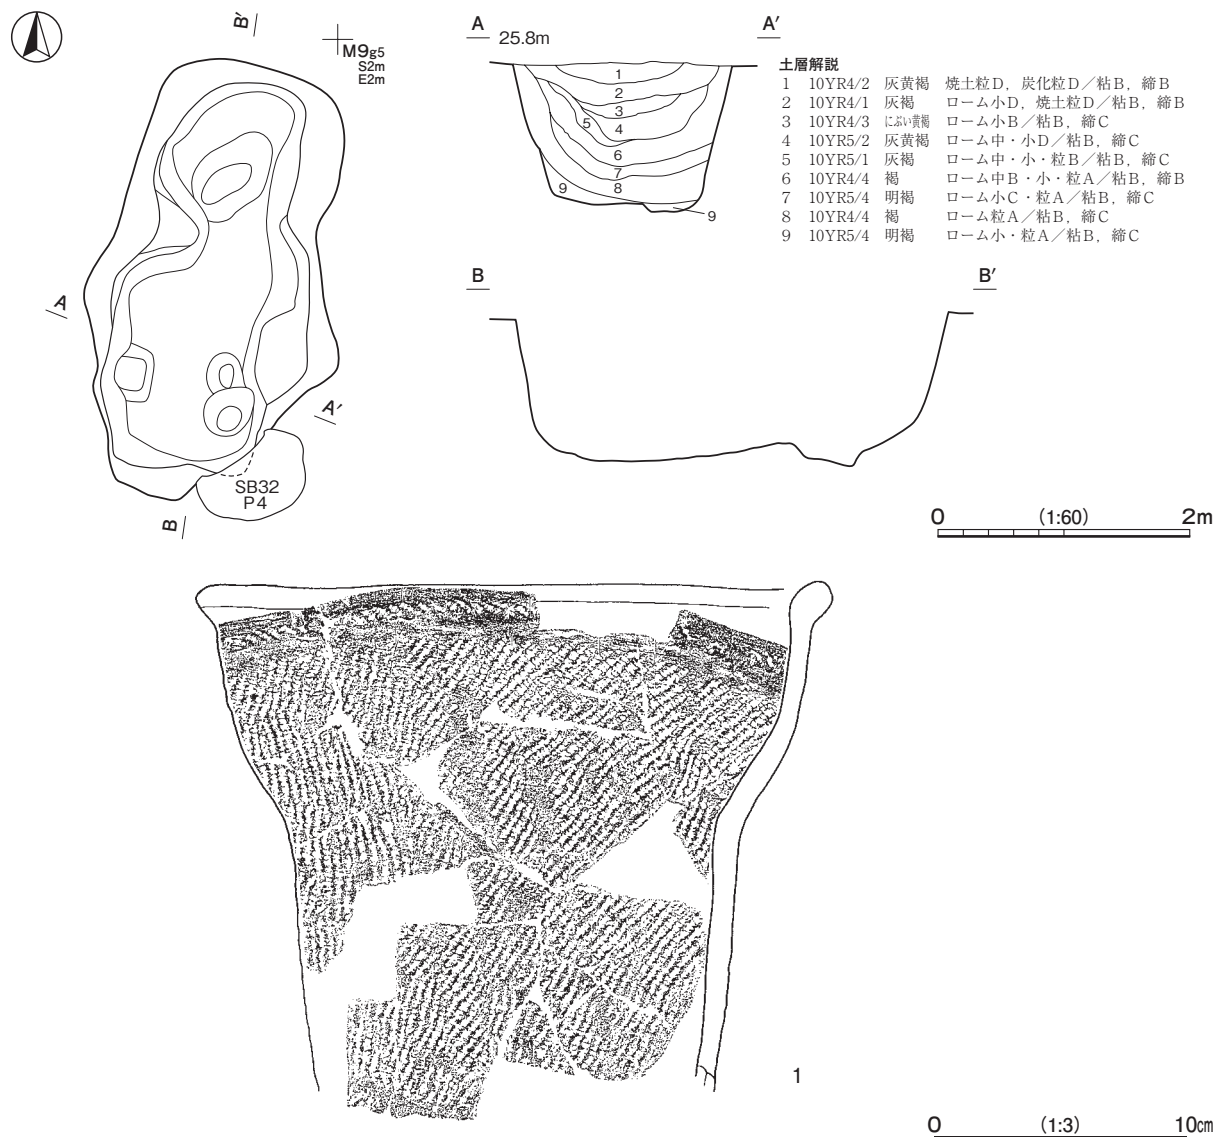 B′
M9g5
S2m
E2m
A
A′
B
SB32
P4
A 25.8m A′
1
2
3
5
4
6
7
9
8
9
土層解説
1 10YR4/2 灰黄褐 焼土粒D，炭化粒D／粘B，締B
2 10YR4/1 灰褐 ローム小D，焼土粒D／粘B，締B
3 10YR4/3 にぶい黄褐 ローム小B／粘B，締C
4 10YR5/2 灰黄褐 ローム中・小D／粘B，締C
5 10YR5/1 灰褐 ローム中・小・粒B／粘B，締C
6 10YR4/4 褐 ローム中B・小・粒A／粘B，締B
7 10YR5/4 明褐 ローム小C・粒A／粘B，締C
8 10YR4/4 褐 ローム粒A／粘B，締C
9 10YR5/4 明褐 ローム小・粒A／粘B，締C
B B′
0 (1:60) 2m
1
0 (1:3) 10㎝